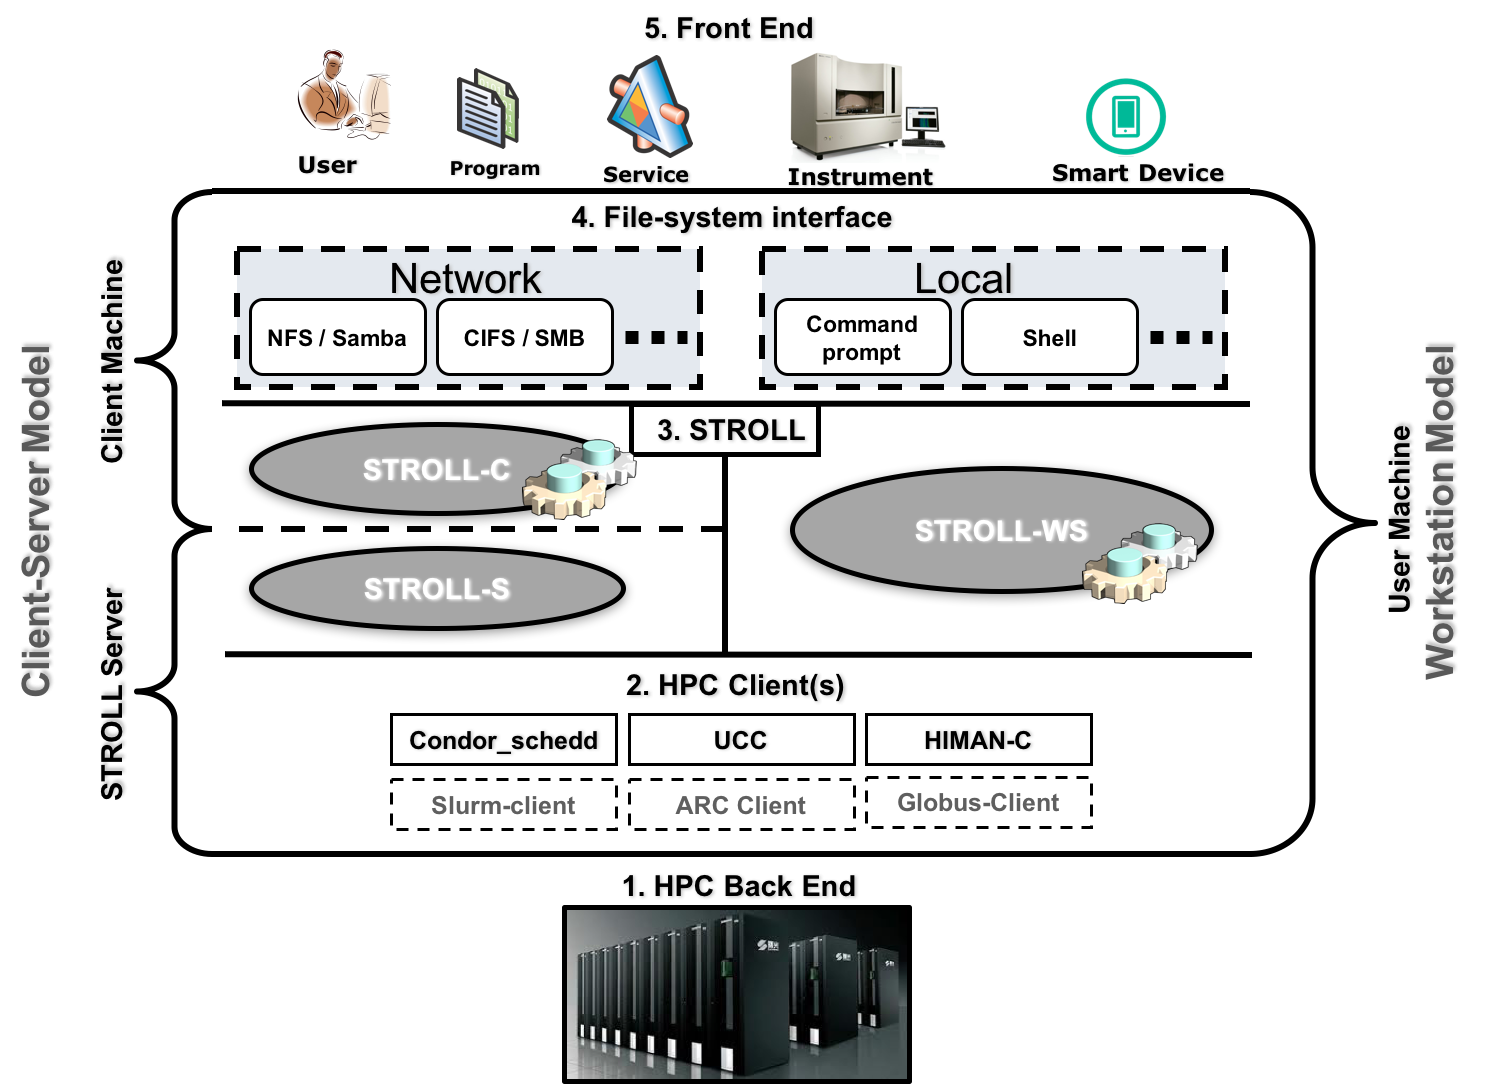 5. Front End
User
Program
Service
Instrument
Smart Device
4. File-system interface
Network
Local
NFS / Samba
CIFS / SMB
Command
prompt
Shell
3. STROLL
STROLL-C
STROLL-WS
STROLL-S
2. HPC Client(s)
Condor_schedd
UCC
HIMAN-C
Slurm-client
ARC Client
Globus-Client
1. HPC Back End
Client-Server Model
Client Machine
STROLL Server
User Machine
Workstation Model